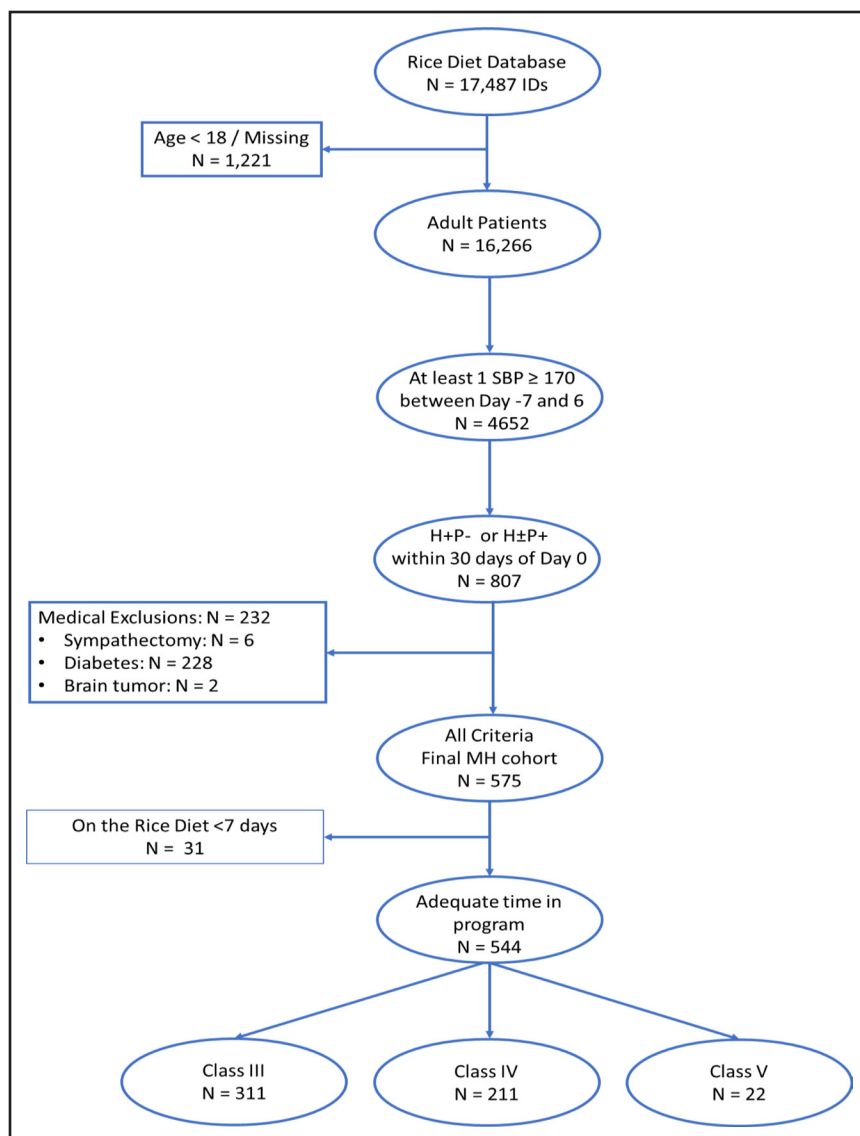 Rice Diet Database
N = 17,487 IDs
Age < 18 / Missing
N = 1,221
Adult Patients
N = 16,266
At least 1 SBP ≥ 170
between Day -7 and 6
N = 4652
H+P- or H±P+
within 30 days of Day 0
N = 807
Medical Exclusions: N = 232
• Sympathectomy: N = 6
• Diabetes: N = 228
• Brain tumor: N = 2
All Criteria
Final MH cohort
N = 575
On the Rice Diet <7 days
N = 31
Adequate time in
program
N = 544
Class III
N = 311
Class IV
N = 211
Class V
N = 22